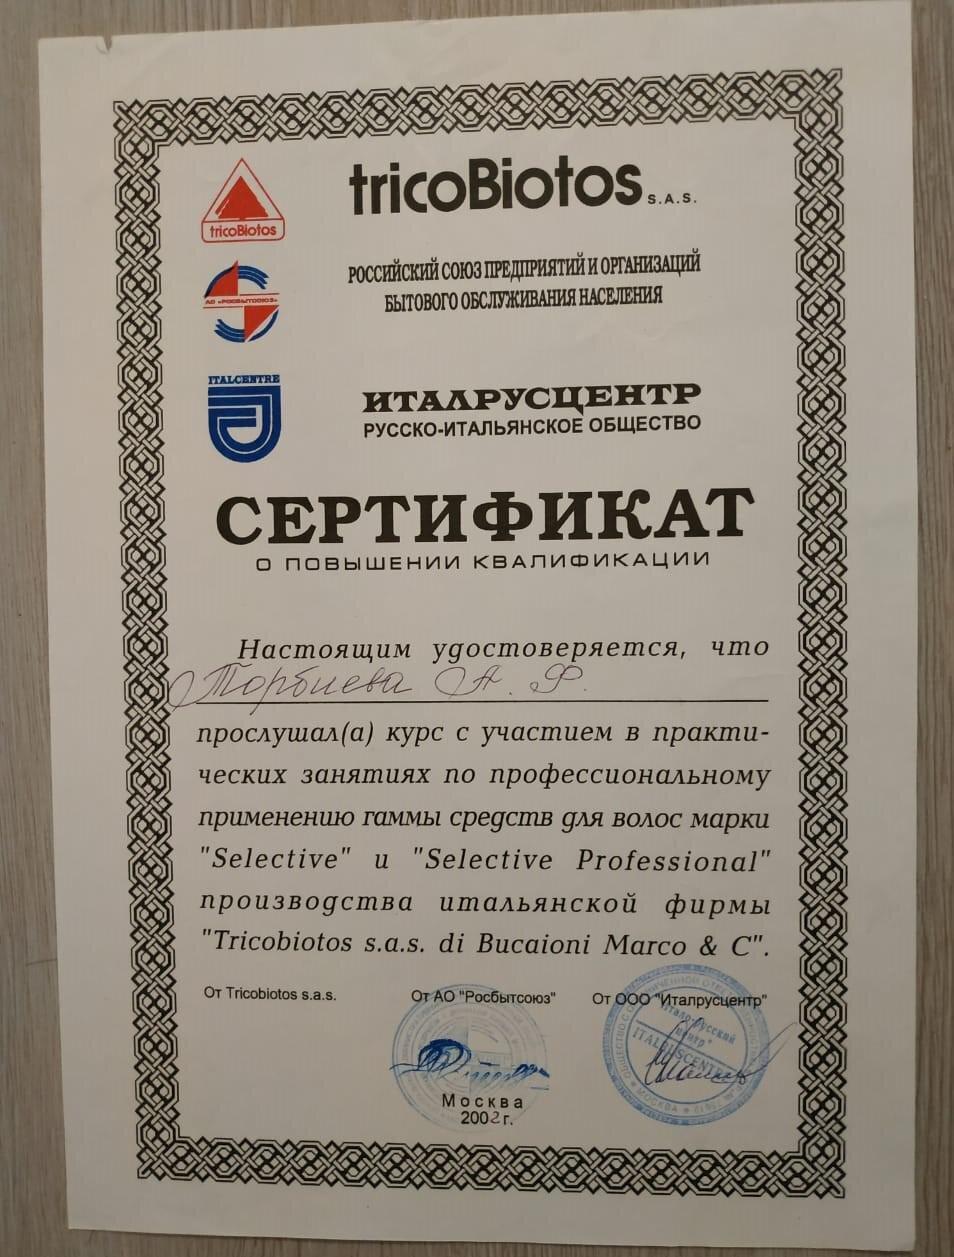 tricoBiotos S.A.S.
tricoBiotos
РОССИЙСКИЙ СОЮЗ ПРЕДПРИЯТИЙ И ОРГАНИЗАЦИЙ
БЫТОВОГО ОБСЛУЖИВАНИЯ НАСЕЛЕНИЯ
АО «РОСБЫТСОЮЗ»
ITALCENTRE
ИТАЛРУСЦЕНТР
РУССКО-ИТАЛЬЯНСКОЕ ОБЩЕСТВО
СЕРТИФИКАТ
О ПОВЫШЕНИИ КВАЛИФИКАЦИИ
Настоящим удостоверяется, что
Торбиева А. Ф.
прослушал(а) курс с участием в практи-
ческих занятиях по профессиональному
применению гаммы средств для волос марки
"Selective" и "Selective Professional"
производства итальянской фирмы
"Tricobiotos s.a.s. di Bucaioni Marco & C".
От Tricobiotos s.a.s.
От АО "Росбытсоюз"
От ООО "Италрусцентр"
Москва
2002 г.